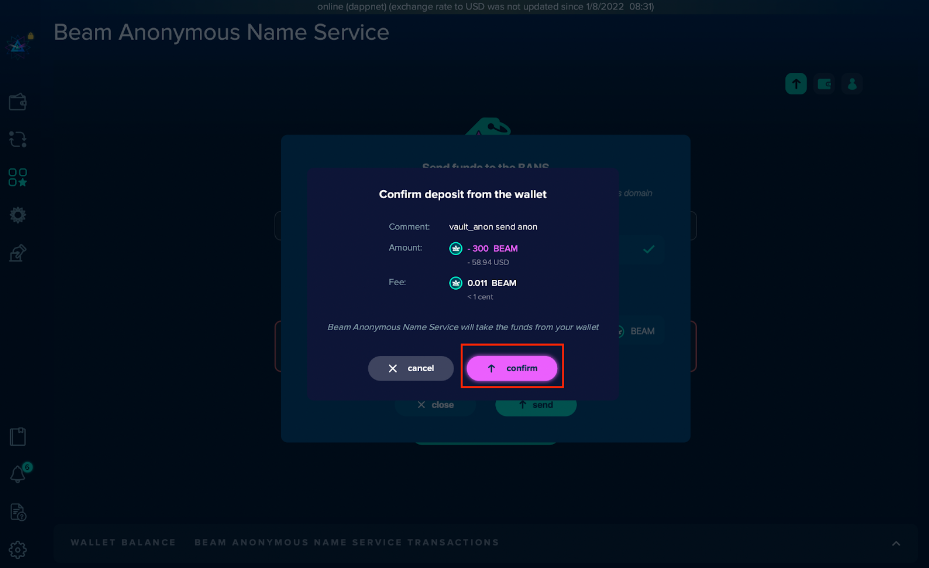 online (dappnet) (exchange rate to USD was not updated since 1/8/2022 08:31)
Beam Anonymous Name Service
Send funds to the BANS
Confirm deposit from the wallet
domain
Comment: vault_anon send anon
Amount: - 300 BEAM
- 58.94 USD
Fee: 0.011 BEAM
< 1 cent
Beam Anonymous Name Service will take the funds from your wallet
BEAM
cancel
confirm
close
send
6
WALLET BALANCE BEAM ANONYMOUS NAME SERVICE TRANSACTIONS